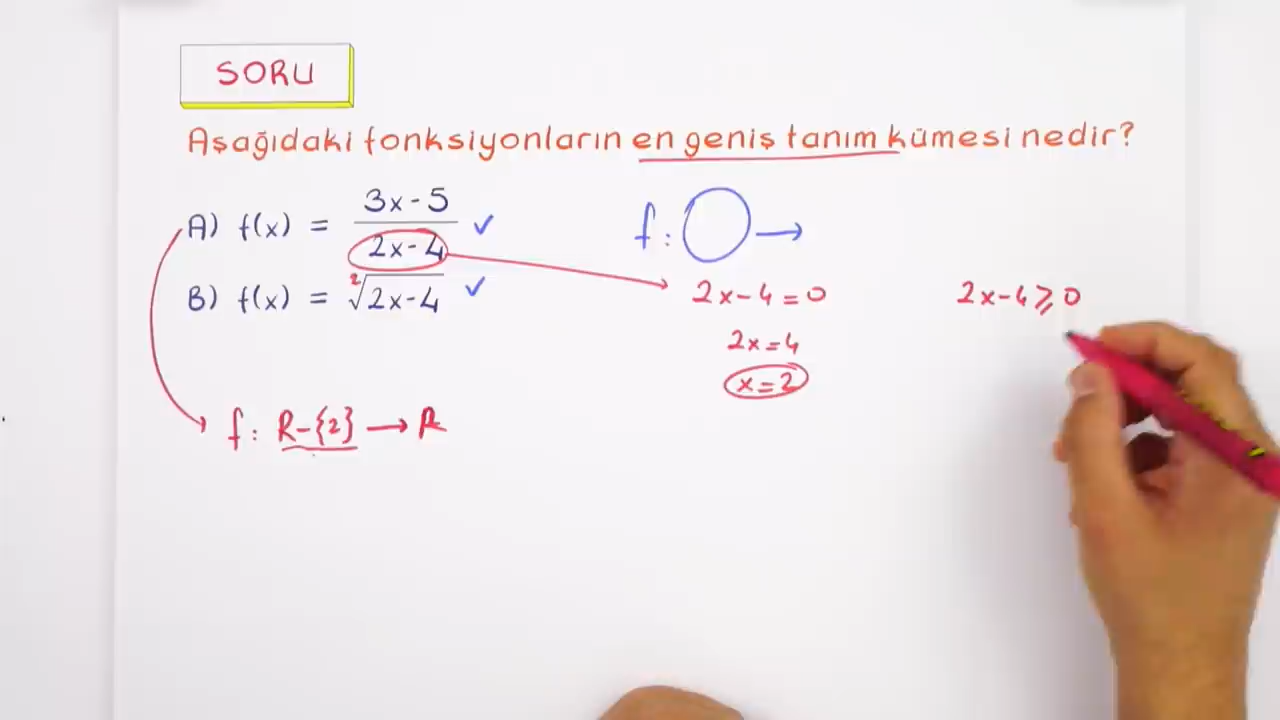 SORU
Aşağıdaki fonksiyonların en geniş tanım kümesi nedir?
A) f(x) = (3x-5)/(2x-4) ✓
f: ○ →
B) f(x) = ²√(2x-4) ✓
2x-4=0
2x=4
x=2
2x-4≥0
f: R-{2} → R